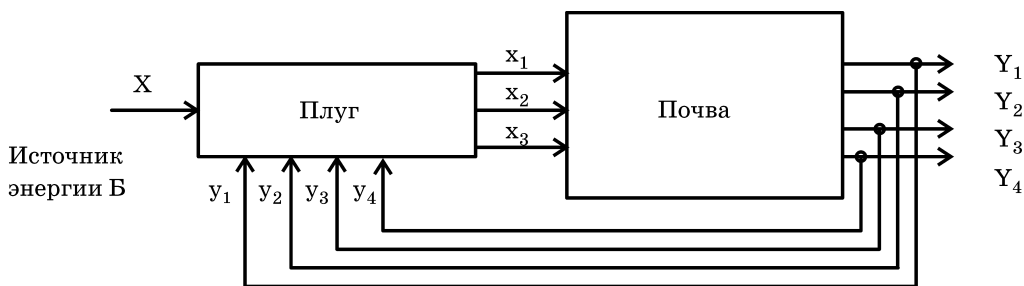 X
Источник
энергии Б
Плуг
x₁
x₂
x₃
Почва
Y₁
Y₂
Y₃
Y₄
y₁ y₂ y₃ y₄